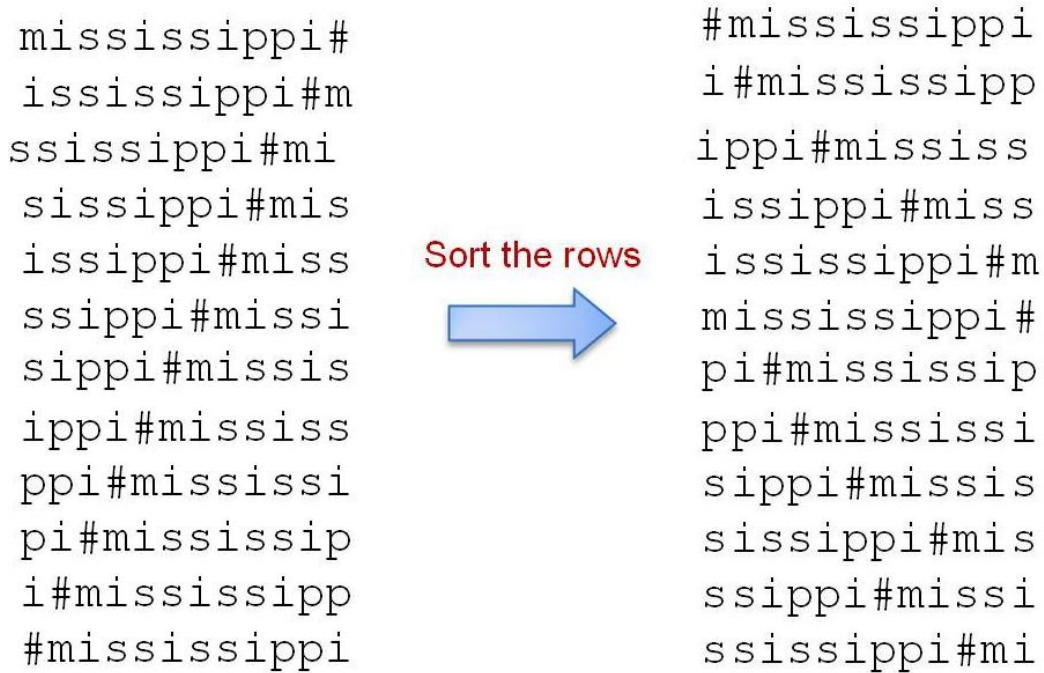 mississippi#
ississippi#m
ssissippi#mi
sissippi#mis
issippi#miss
ssippi#missi
sippi#missis
ippi#mississ
ppi#mississi
pi#mississip
i#mississipp
#mississippi
Sort the rows
#mississippi
i#mississipp
ippi#mississ
issippi#miss
ississippi#m
mississippi#
pi#mississip
ppi#mississi
sippi#missis
sissippi#mis
ssippi#missi
ssissippi#mi